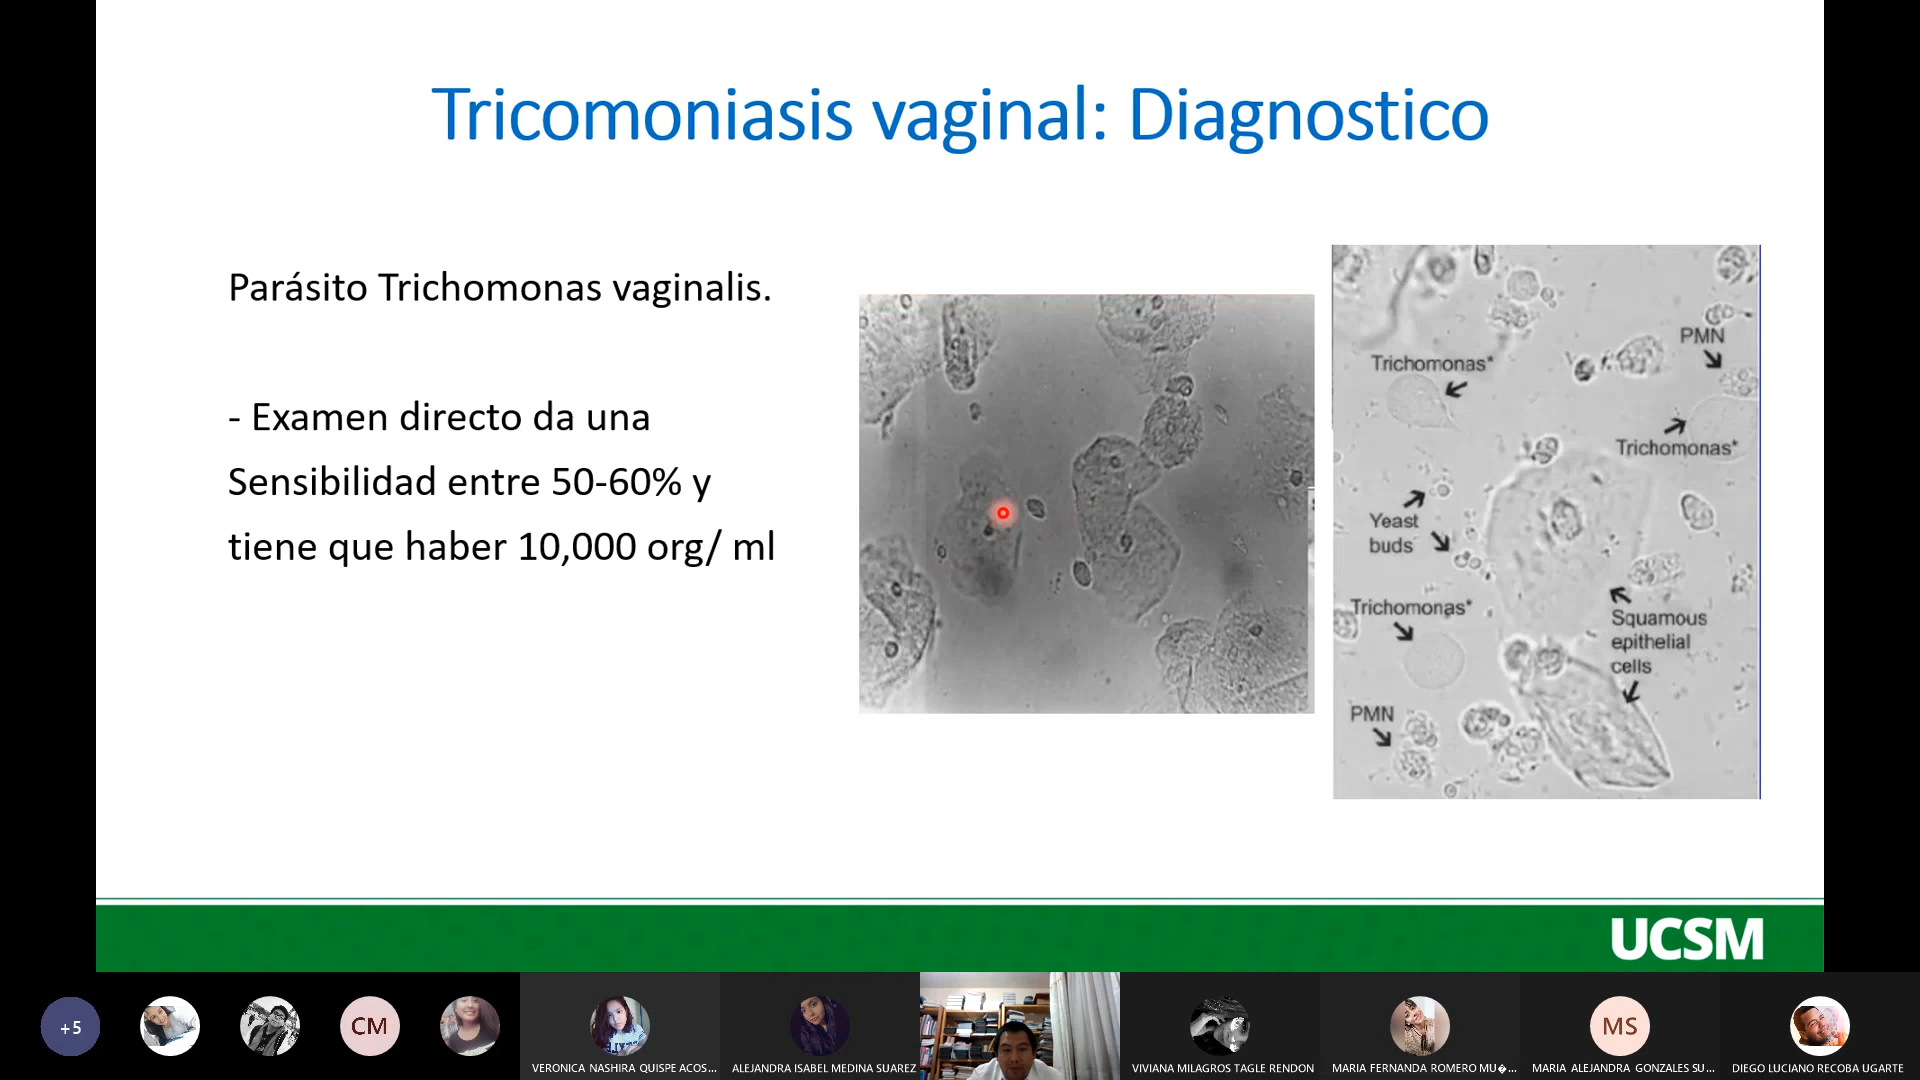 Tricomoniasis vaginal: Diagnostico
Parásito Trichomonas vaginalis.
- Examen directo da una
Sensibilidad entre 50-60% y
tiene que haber 10,000 org/ ml
Trichomonas*
PMN
Trichomonas*
Yeast
buds
Trichomonas*
Squamous
epithelial
cells
PMN
UCSM
+5
CM
VERONICA NASHIRA QUISPE ACOS...
ALEJANDRA ISABEL MEDINA SUAREZ
VIVIANA MILAGROS TAGLE RENDON
MARIA FERNANDA ROMERO MU�...
MS
MARIA ALEJANDRA GONZALES SU...
DIEGO LUCIANO RECOBA UGARTE